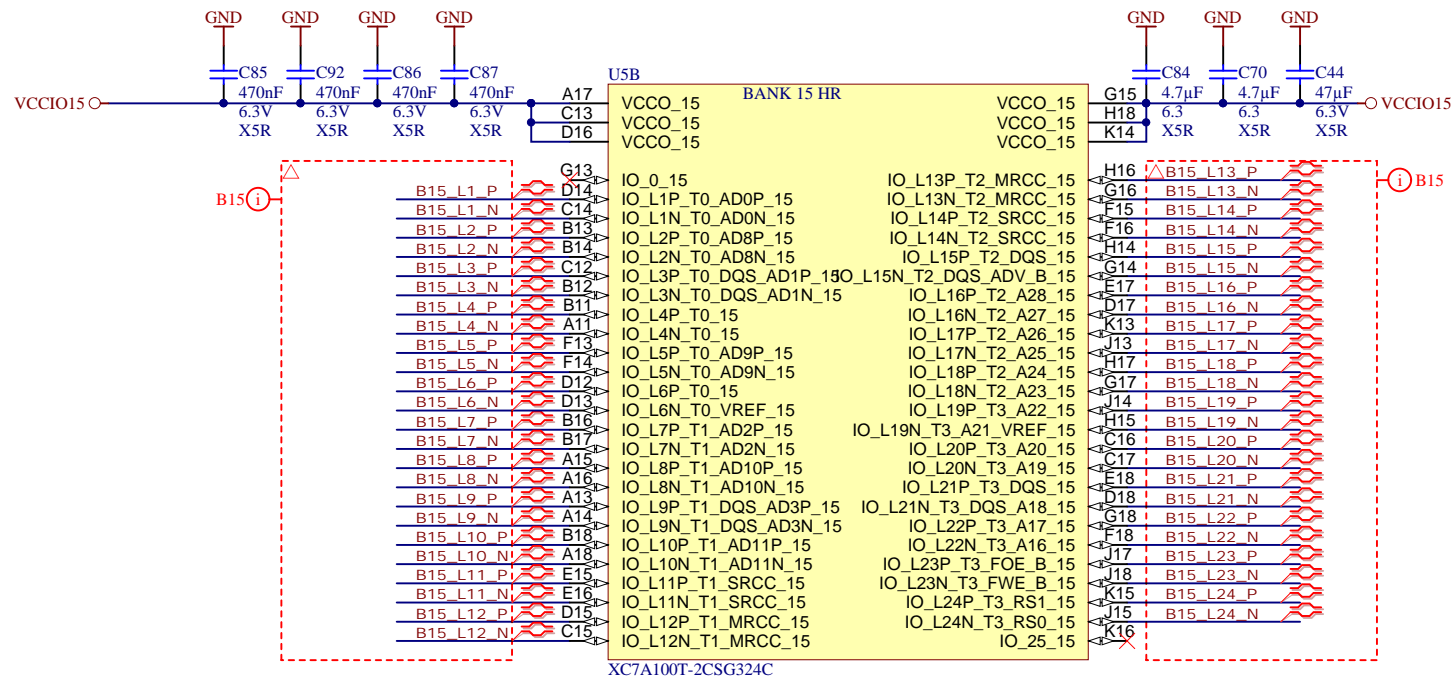 GND GND GND GND GND GND GND
C85 C92 C86 C87 U5B C84 C70 C44
470nF 470nF 470nF 470nF A17 BANK 15 HR G15 4.7µF 4.7µF 47µF
VCCIO15 VCCO_15 VCCO_15 VCCIO15
6.3V 6.3V 6.3V 6.3V C13 VCCO_15 VCCO_15 H18 6.3 6.3 6.3V
X5R X5R X5R X5R D16 VCCO_15 VCCO_15 K14 X5R X5R X5R
G13 IO_0_15 IO_L13P_T2_MRCC_15 H16 B15_L13_P
B15 i i B15
B15_L1_P D14 IO_L1P_T0_AD0P_15 IO_L13N_T2_MRCC_15 G16 B15_L13_N
B15_L1_N C14 IO_L1N_T0_AD0N_15 IO_L14P_T2_SRCC_15 F15 B15_L14_P
B15_L2_P B13 IO_L2P_T0_AD8P_15 IO_L14N_T2_SRCC_15 F16 B15_L14_N
B15_L2_N B14 IO_L2N_T0_AD8N_15 IO_L15P_T2_DQS_15 H14 B15_L15_P
B15_L3_P C12 IO_L3P_T0_DQS_AD1P_15 IO_L15N_T2_DQS_ADV_B_15 G14 B15_L15_N
B15_L3_N B12 IO_L3N_T0_DQS_AD1N_15 IO_L16P_T2_A28_15 E17 B15_L16_P
B15_L4_P B11 IO_L4P_T0_15 IO_L16N_T2_A27_15 D17 B15_L16_N
B15_L4_N A11 IO_L4N_T0_15 IO_L17P_T2_A26_15 K13 B15_L17_P
B15_L5_P F13 IO_L5P_T0_AD9P_15 IO_L17N_T2_A25_15 J13 B15_L17_N
B15_L5_N F14 IO_L5N_T0_AD9N_15 IO_L18P_T2_A24_15 H17 B15_L18_P
B15_L6_P D12 IO_L6P_T0_15 IO_L18N_T2_A23_15 G17 B15_L18_N
B15_L6_N D13 IO_L6N_T0_VREF_15 IO_L19P_T3_A22_15 J14 B15_L19_P
B15_L7_P B16 IO_L7P_T1_AD2P_15 IO_L19N_T3_A21_VREF_15 H15 B15_L19_N
B15_L7_N B17 IO_L7N_T1_AD2N_15 IO_L20P_T3_A20_15 C16 B15_L20_P
B15_L8_P A15 IO_L8P_T1_AD10P_15 IO_L20N_T3_A19_15 C17 B15_L20_N
B15_L8_N A16 IO_L8N_T1_AD10N_15 IO_L21P_T3_DQS_15 E18 B15_L21_P
B15_L9_P A13 IO_L9P_T1_DQS_AD3P_15 IO_L21N_T3_DQS_A18_15 D18 B15_L21_N
B15_L9_N A14 IO_L9N_T1_DQS_AD3N_15 IO_L22P_T3_A17_15 G18 B15_L22_P
B15_L10_P B18 IO_L10P_T1_AD11P_15 IO_L22N_T3_A16_15 F18 B15_L22_N
B15_L10_N A18 IO_L10N_T1_AD11N_15 IO_L23P_T3_FOE_B_15 J17 B15_L23_P
B15_L11_P E15 IO_L11P_T1_SRCC_15 IO_L23N_T3_FWE_B_15 J18 B15_L23_N
B15_L11_N E16 IO_L11N_T1_SRCC_15 IO_L24P_T3_RS1_15 K15 B15_L24_P
B15_L12_P D15 IO_L12P_T1_MRCC_15 IO_L24N_T3_RS0_15 J15 B15_L24_N
B15_L12_N C15 IO_L12N_T1_MRCC_15 IO_25_15 K16
XC7A100T-2CSG324C